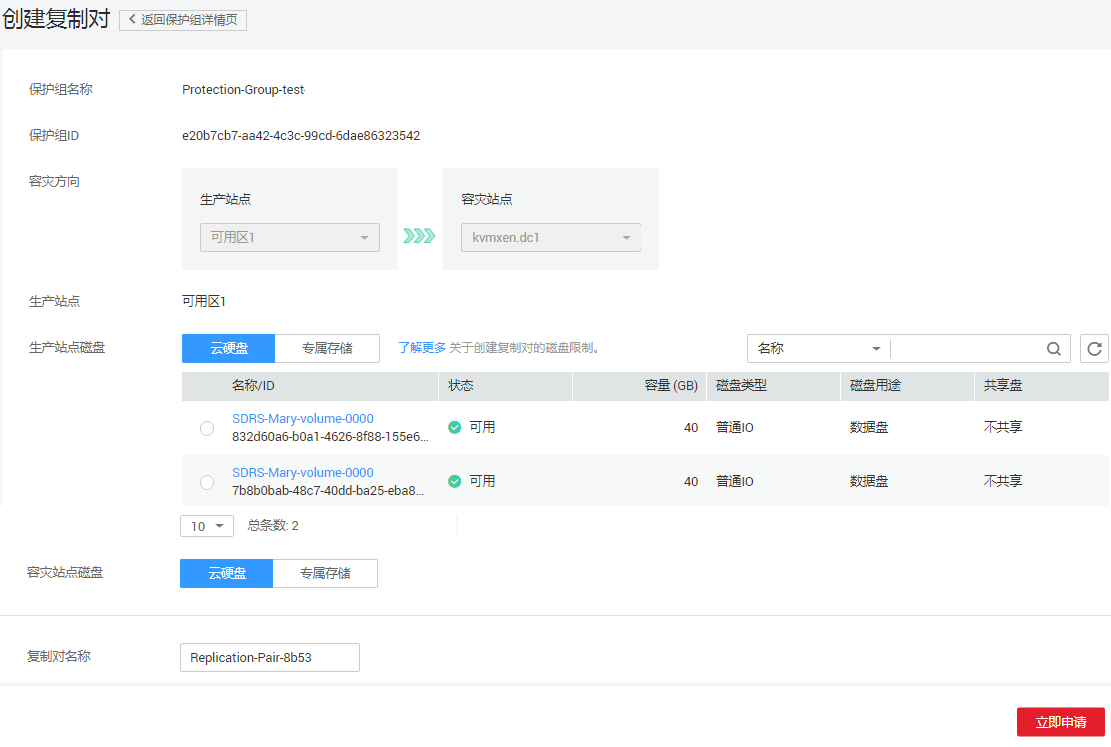 创建复制对 返回保护组详情页
保护组名称 Protection-Group-test
保护组ID e20b7cb7-aa42-4c3c-99cd-6dae86323542
容灾方向
生产站点 容灾站点
可用区1 kvmxen.dc1
生产站点 可用区1
生产站点磁盘 云硬盘 专属存储 了解更多 关于创建复制对的磁盘限制。 名称
名称/ID 状态 容量 (GB) 磁盘类型 磁盘用途 共享盘
SDRS-Mary-volume-0000
832d60a6-b0a1-4626-8f88-155e6... 可用 40 普通IO 数据盘 不共享
SDRS-Mary-volume-0000
7b8b0bab-48c7-40dd-ba25-eba8... 可用 40 普通IO 数据盘 不共享
10 总条数: 2
容灾站点磁盘 云硬盘 专属存储
复制对名称 Replication-Pair-8b53
立即申请